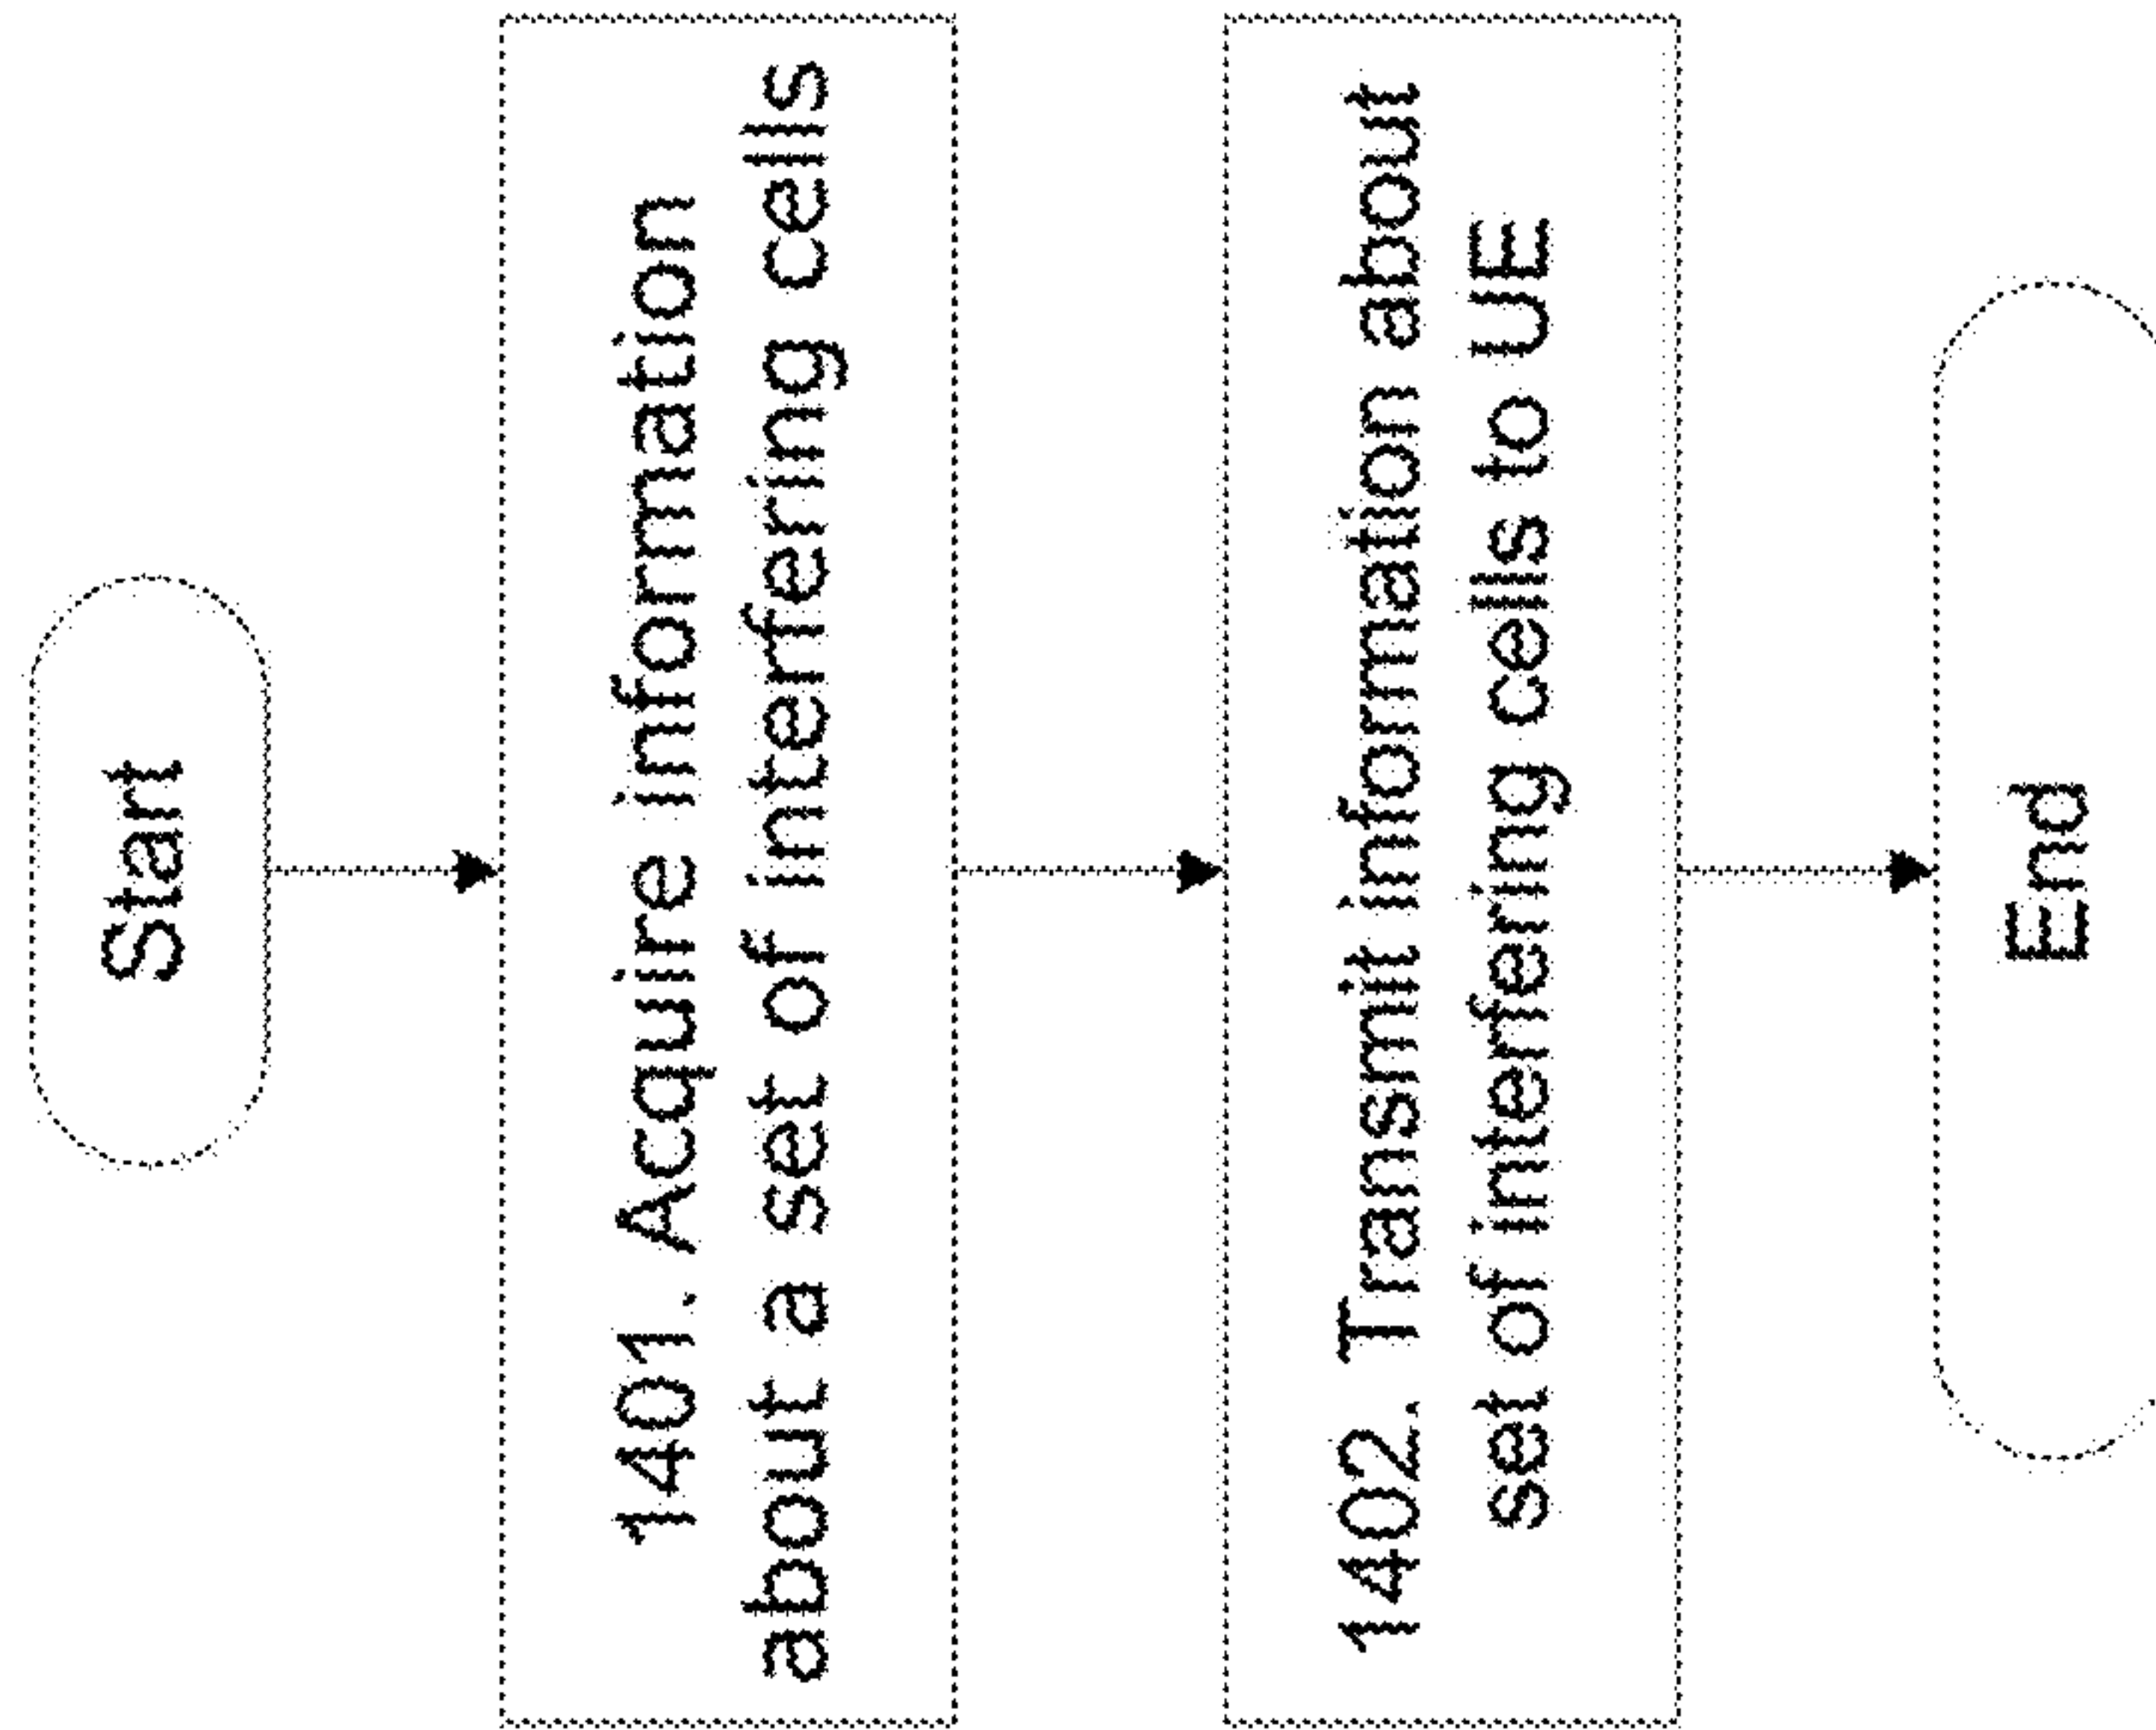 Start
1401. Acquire information
about a set of interfering cells
1402. Transmit information about
set of interfering cells to UE
End